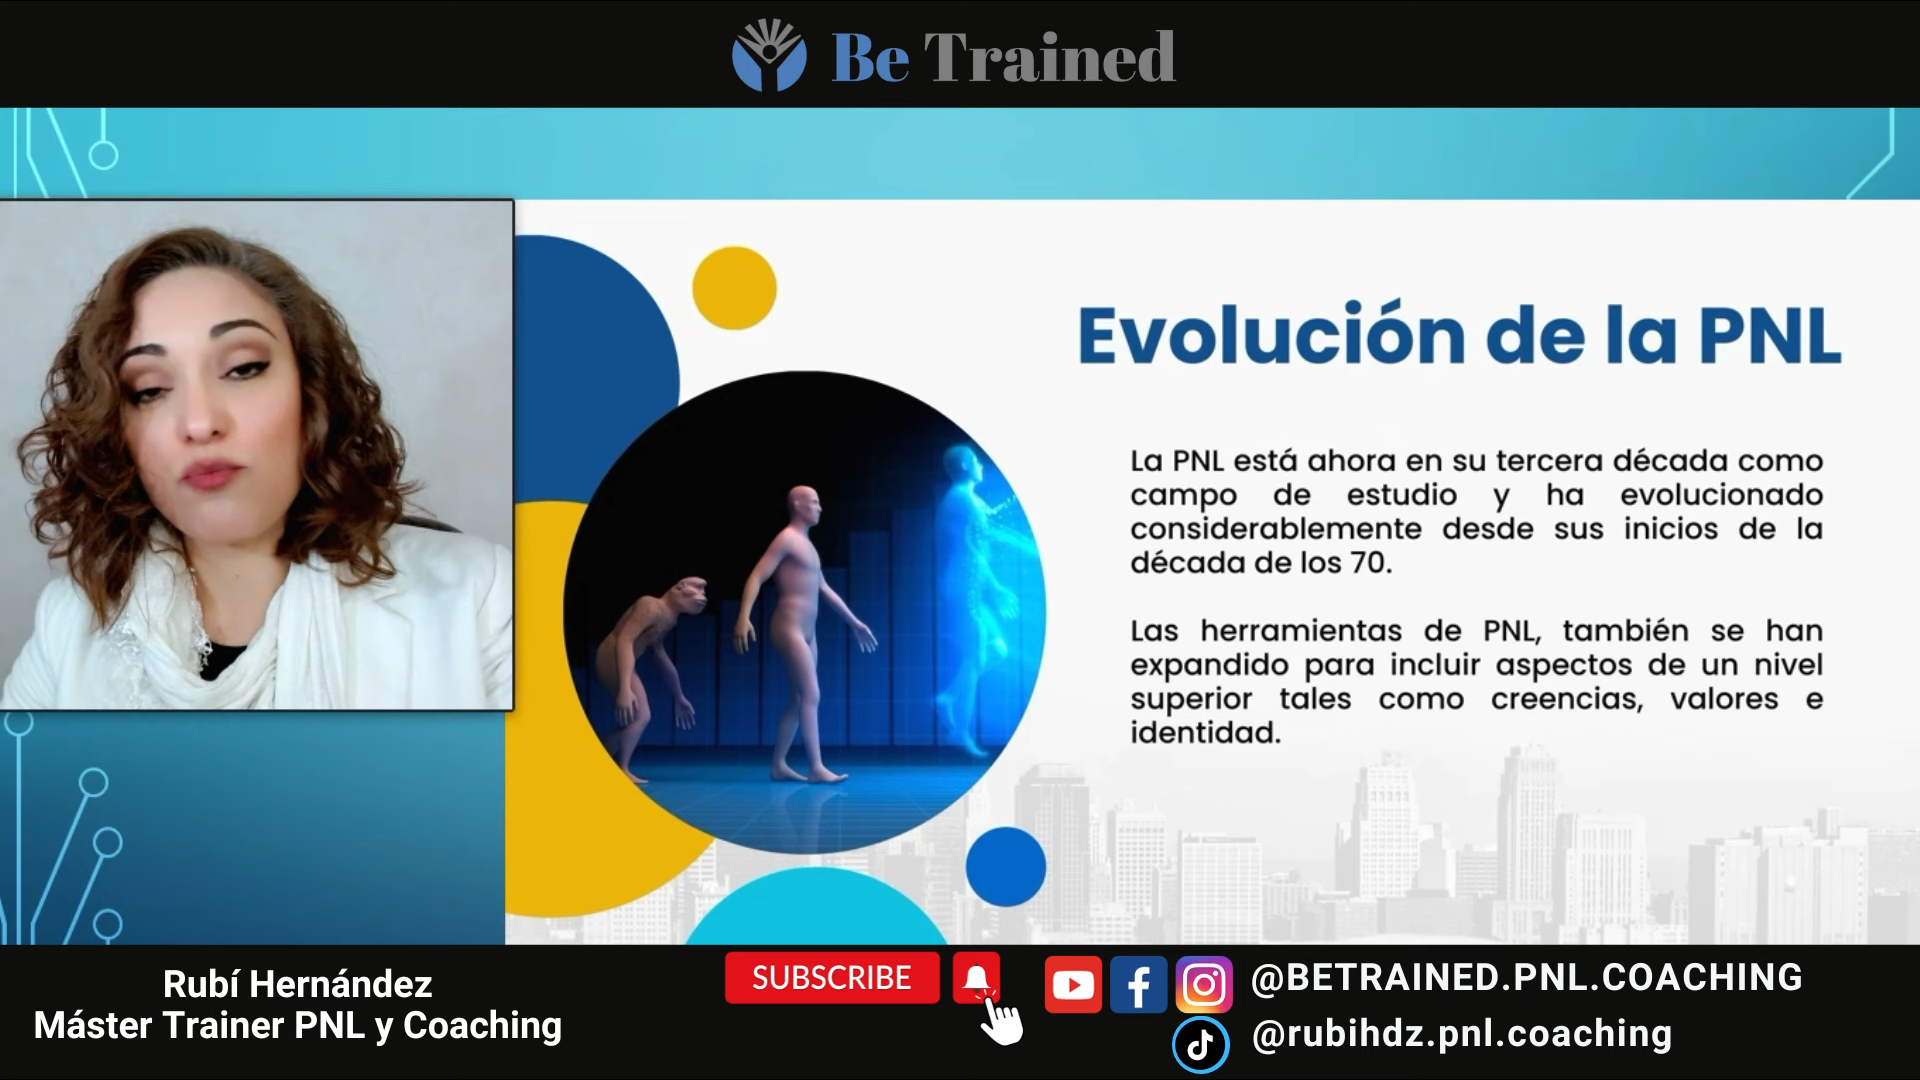 Be Trained
Evolución de la PNL
La PNL está ahora en su tercera década como
campo de estudio y ha evolucionado
considerablemente desde sus inicios de la
década de los 70.
Las herramientas de PNL, también se han
expandido para incluir aspectos de un nivel
superior tales como creencias, valores e
identidad.
Rubí Hernández
Máster Trainer PNL y Coaching
SUBSCRIBE
@BETRAINED.PNL.COACHING
@rubihdz.pnl.coaching